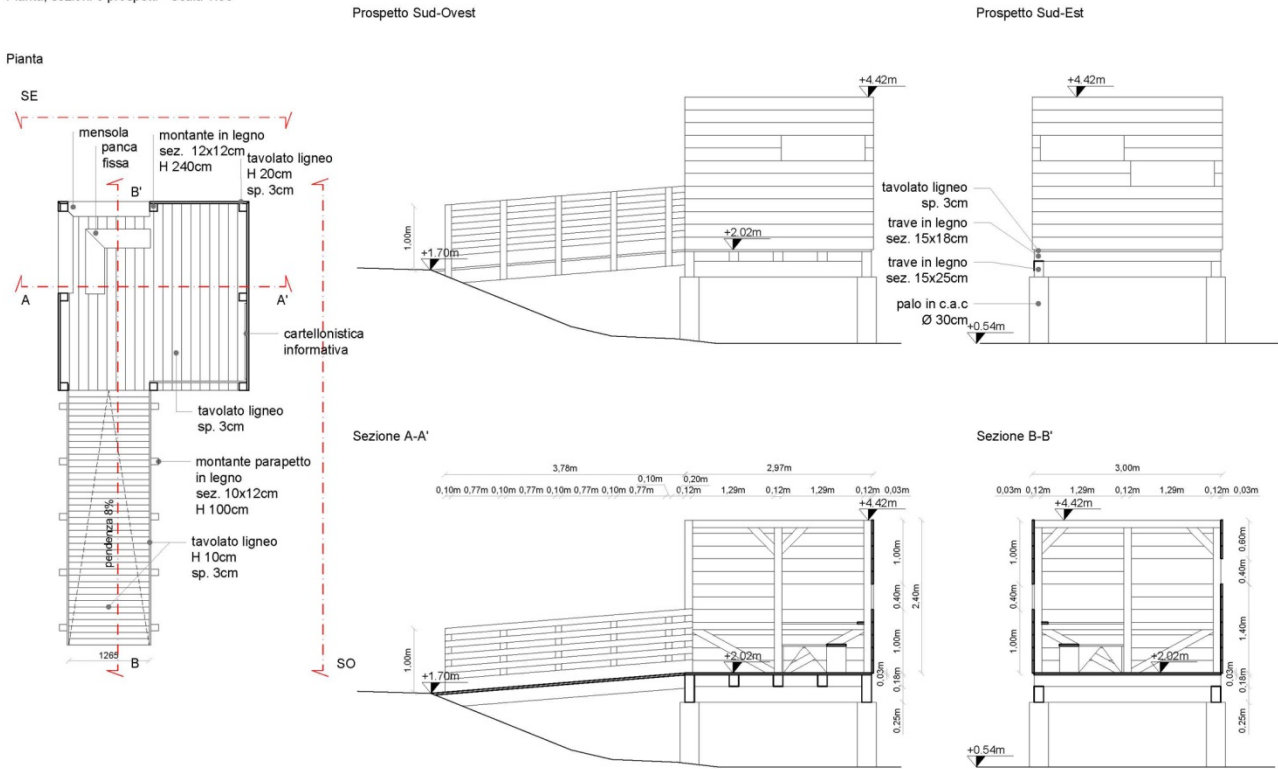 Prospetto Sud-Ovest
Prospetto Sud-Est
Pianta
SE
mensola
panca
fissa
montante in legno
sez. 12x12cm
H 240cm
tavolato ligneo
H 20cm
sp. 3cm
B'
A
A'
cartellonistica
informativa
tavolato ligneo
sp. 3cm
montante parapetto
in legno
sez. 10x12cm
H 100cm
pendenza 8%
tavolato ligneo
H 10cm
sp. 3cm
1265
B
SO
+4.42m
+2.02m
1,00m
+1.70m
+4.42m
tavolato ligneo
sp. 3cm
trave in legno
sez. 15x18cm
trave in legno
sez. 15x25cm
palo in c.a.c
Ø 30cm
+0.54m
Sezione A-A'
3,78m
2,97m
0,10m 0,20m
0,10m 0,77m 0,10m 0,77m 0,10m 0,77m 0,10m 0,77m 0,12m 1,29m 0,12m 1,29m 0,12m 0,03m
+4.42m
1,00m
0,40m
1,00m
2,40m
0,03m
0,18m
0,25m
+2.02m
1,00m
+1.70m
Sezione B-B'
3,00m
0,03m 0,12m 1,29m 0,12m 1,29m 0,12m 0,03m
+4.42m
1,00m
0,40m
1,00m
0,60m
0,40m
1,40m
0,03m
0,18m
0,25m
+2.02m
+0.54m